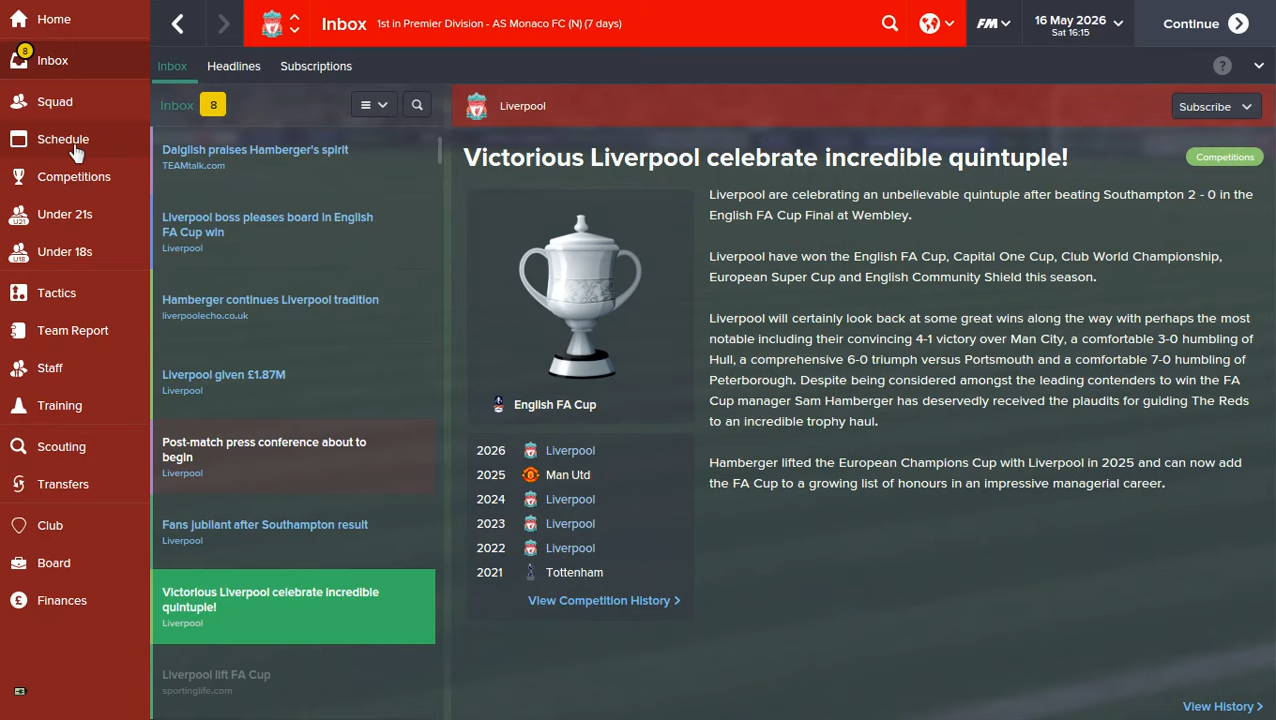 Home
8
Inbox
Squad
Schedule
Competitions
U21
Under 21s
U18
Under 18s
Tactics
Team Report
Staff
Training
Scouting
Transfers
Club
Board
Finances
Inbox
1st in Premier Division - AS Monaco FC (N) (7 days)
FM
16 May 2026
Sat 16:15
Continue
Inbox
Headlines
Subscriptions
?
Inbox
8
Dalglish praises Hamberger's spirit
TEAMtalk.com
Liverpool boss pleases board in English
FA Cup win
Liverpool
Hamberger continues Liverpool tradition
liverpoolecho.co.uk
Liverpool given £1.87M
Liverpool
Post-match press conference about to
begin
Liverpool
Fans jubilant after Southampton result
Liverpool
Victorious Liverpool celebrate incredible
quintuple!
Liverpool
Liverpool lift FA Cup
sportinglife.com
Liverpool
Subscribe
Victorious Liverpool celebrate incredible quintuple!
Competitions
English FA Cup
2026 Liverpool
2025 Man Utd
2024 Liverpool
2023 Liverpool
2022 Liverpool
2021 Tottenham
View Competition History >
Liverpool are celebrating an unbelievable quintuple after beating Southampton 2 - 0 in the
English FA Cup Final at Wembley.
Liverpool have won the English FA Cup, Capital One Cup, Club World Championship,
European Super Cup and English Community Shield this season.
Liverpool will certainly look back at some great wins along the way with perhaps the most
notable including their convincing 4-1 victory over Man City, a comfortable 3-0 humbling of
Hull, a comprehensive 6-0 triumph versus Portsmouth and a comfortable 7-0 humbling of
Peterborough. Despite being considered amongst the leading contenders to win the FA
Cup manager Sam Hamberger has deservedly received the plaudits for guiding The Reds
to an incredible trophy haul.
Hamberger lifted the European Champions Cup with Liverpool in 2025 and can now add
the FA Cup to a growing list of honours in an impressive managerial career.
View History >